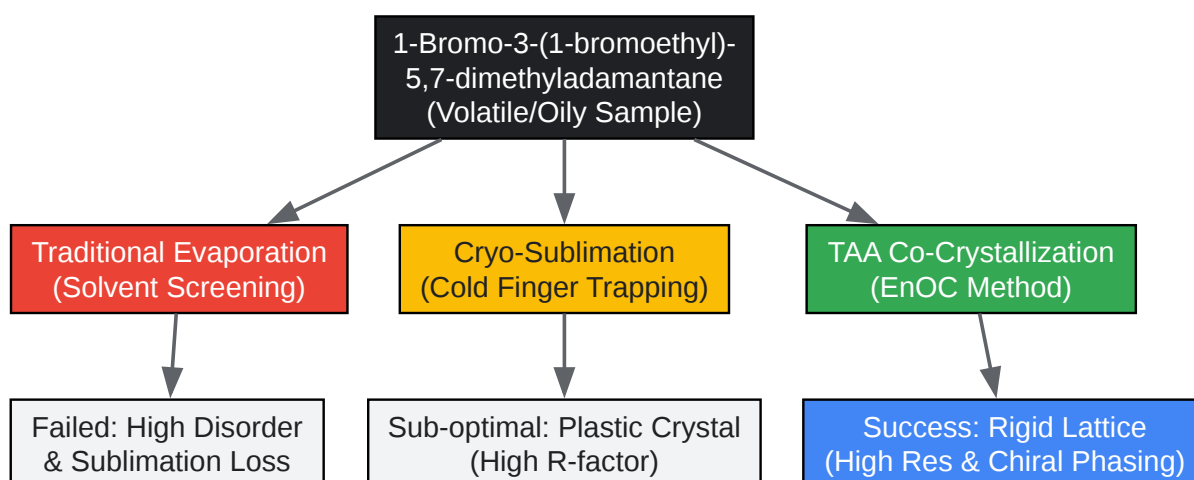 1-Bromo-3-(1-bromoethyl)-
5,7-dimethyladamantane
(Volatile/Oily Sample)
Traditional Evaporation
(Solvent Screening)
Cryo-Sublimation
(Cold Finger Trapping)
TAA Co-Crystallization
(EnOC Method)
Failed: High Disorder
& Sublimation Loss
Sub-optimal: Plastic Crystal
(High R-factor)
Success: Rigid Lattice
(High Res & Chiral Phasing)